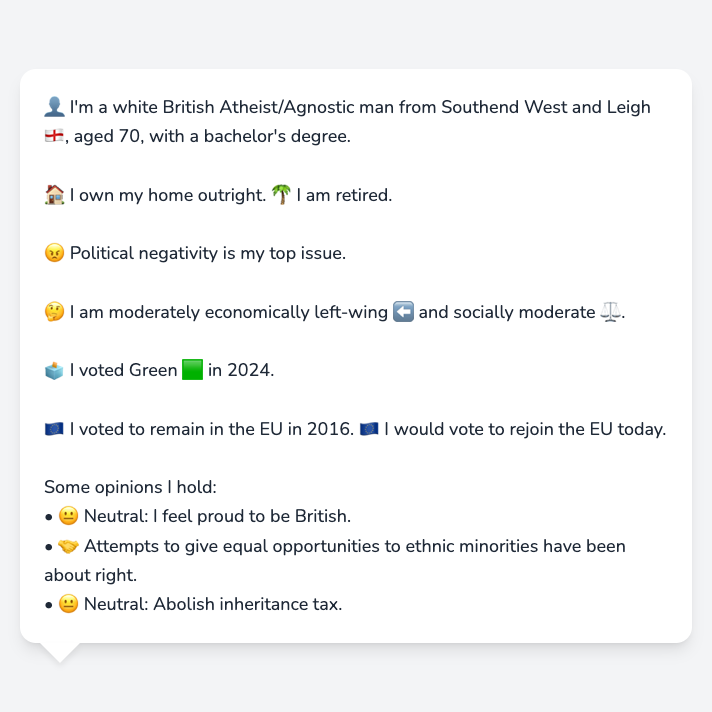 👤 I'm a white British Atheist/Agnostic man from Southend West and Leigh
🏴󠁧󠁢󠁥󠁮󠁧󠁿, aged 70, with a bachelor's degree.
🏠 I own my home outright. 🌴 I am retired.
😠 Political negativity is my top issue.
🤔 I am moderately economically left-wing ⬅️ and socially moderate ⚖️.
🗳️ I voted Green 🟩 in 2024.
🇪🇺 I voted to remain in the EU in 2016. 🇪🇺 I would vote to rejoin the EU today.
Some opinions I hold:
• 😐 Neutral: I feel proud to be British.
• 🤝 Attempts to give equal opportunities to ethnic minorities have been
about right.
• 😐 Neutral: Abolish inheritance tax.